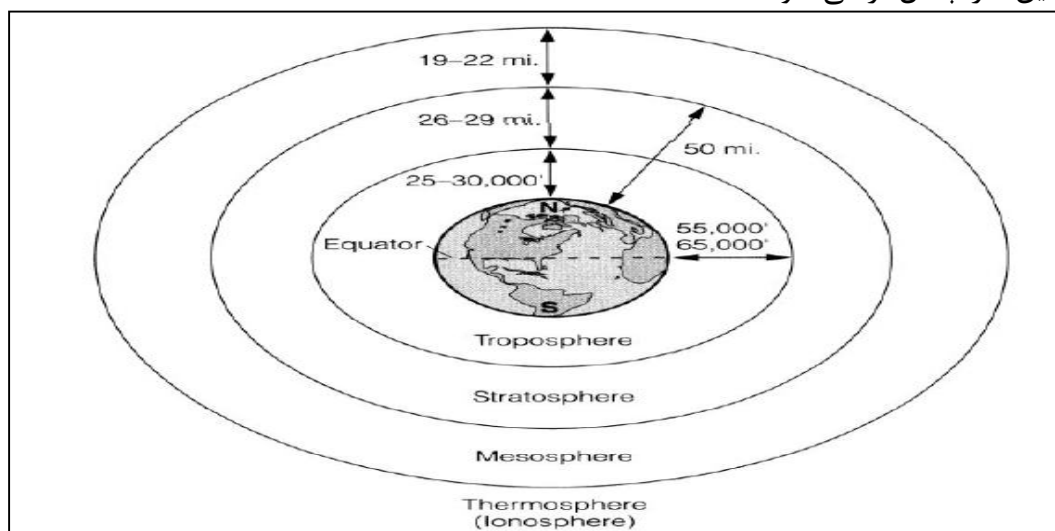 19–22 mi.
26–29 mi.
50 mi.
25–30,000'
N
55,000'
65,000'
Equator
S
Troposphere
Stratosphere
Mesosphere
Thermosphere
(Ionosphere)